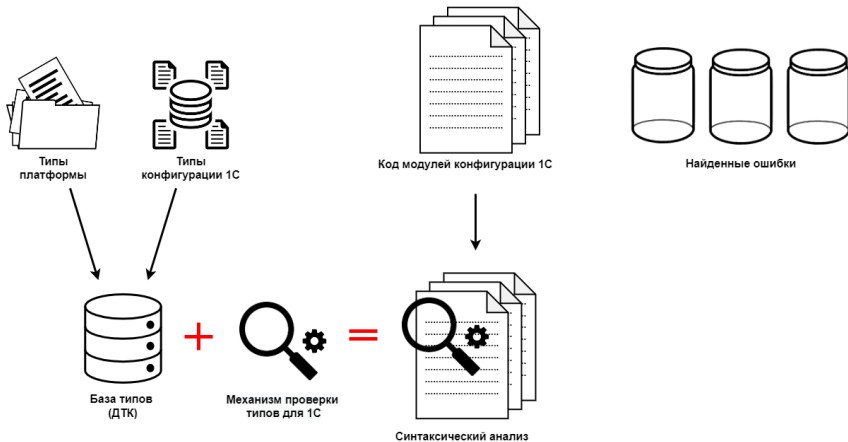 Типы
платформы
Типы
конфигурации 1С
Код модулей конфигурации 1С
Найденные ошибки
База типов
(ДТК)
+
Механизм проверки
типов для 1С
=
Синтаксический анализ